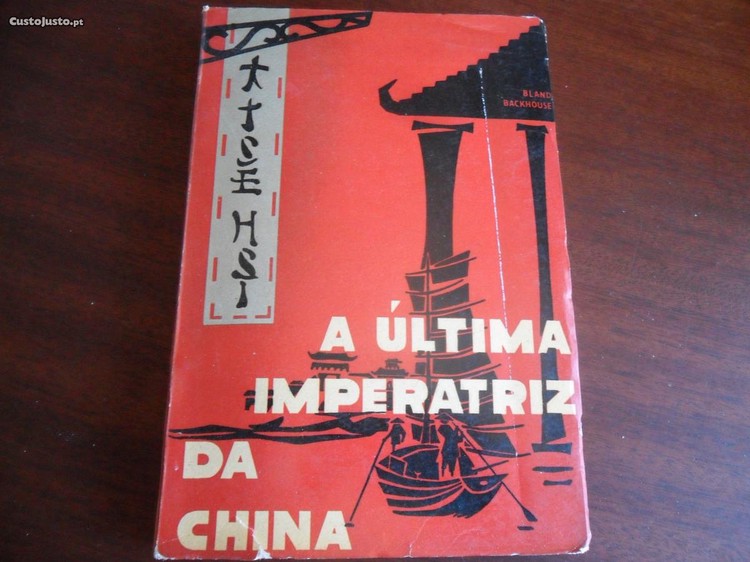 CustoJusto.pt
BLAND
BACKHOUSE
TSE HSI
A ÚLTIMA
IMPERATRIZ
DA
CHINA